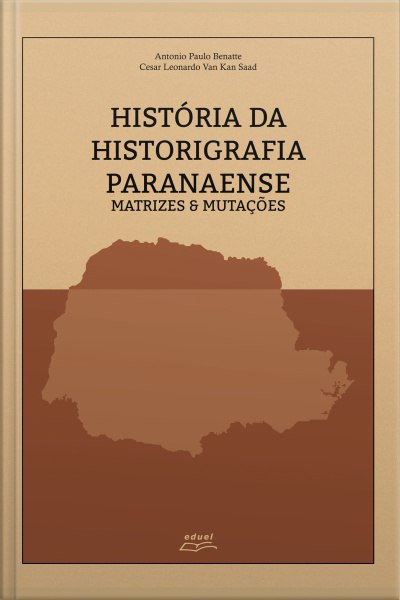 Antonio Paulo Benatte
Cesar Leonardo Van Kan Saad
HISTÓRIA DA
HISTORIGRAFIA
PARANAENSE
MATRIZES & MUTAÇÕES
eduel